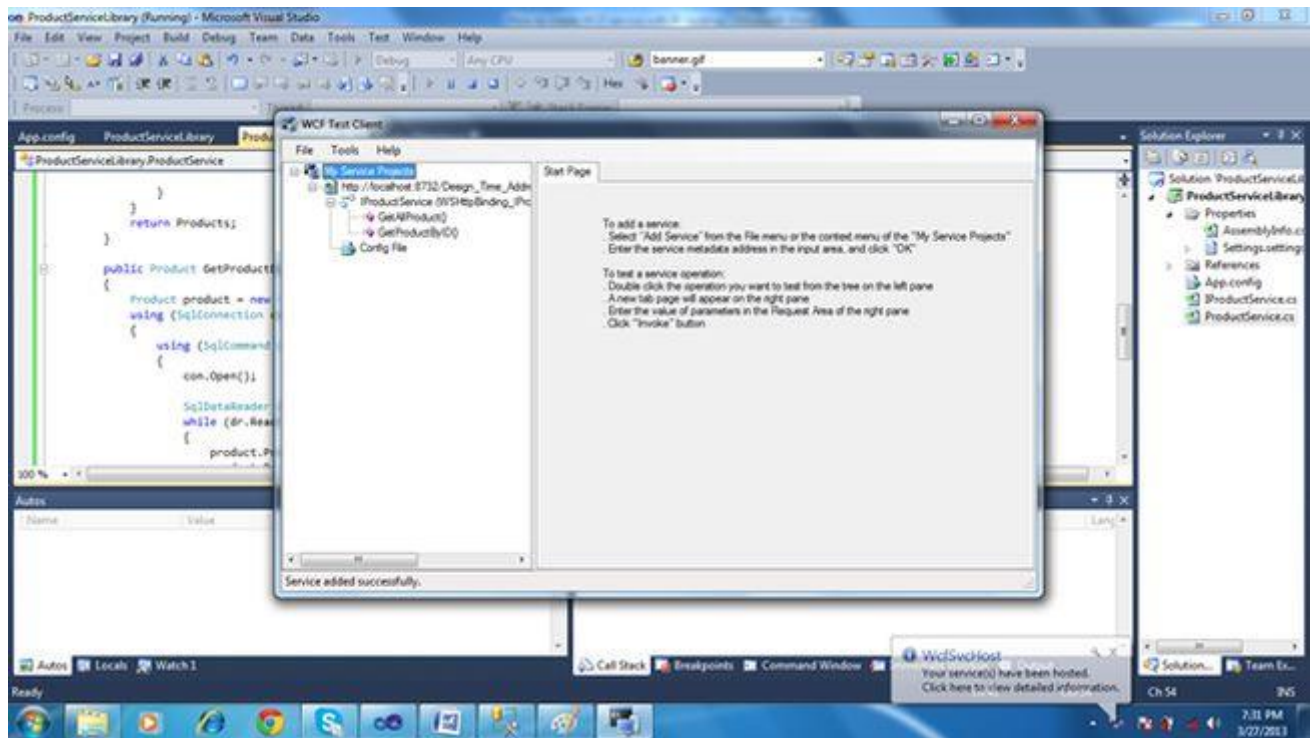 ProductServiceLibrary (Running) - Microsoft Visual Studio
File Edit View Project Build Debug Team Data Tools Test Window Help
Debug Any CPU banner.gif
Hex
Process
App.config ProductServiceLibrary Produ
ProductServiceLibrary.ProductService
}
}
return Products;
}
public Product GetProductB
{
Product product = new
using (SqlConnection
{
using (SqlCommand
{
con.Open();
SqlDataReader
while (dr.Read
{
product.P
100 %
WCF Test Client
File Tools Help
My Service Projects
http://localhost:8732/Design_Time_Addre
IProductService (WSHttpBinding_IPro
GetAllProduct()
GetProductByID()
Config File
Start Page
To add a service:
. Select "Add Service" from the File menu or the context menu of the "My Service Projects"
. Enter the service metadata address in the input area, and click "OK"
To test a service operation:
. Double click the operation you want to test from the tree on the left pane
. A new tab page will appear on the right pane
. Enter the value of parameters in the Request Area of the right pane
. Click "Invoke" button
Service added successfully.
Solution Explorer
Solution 'ProductServiceLib
ProductServiceLibrary
Properties
AssemblyInfo.cs
Settings.settings
References
App.config
IProductService.cs
ProductService.cs
Autos
Name Value
Lang
Autos Locals Watch 1
Call Stack Breakpoints Command Window
Solution... Team Ex...
WcfSvcHost
Your service(s) have been hosted.
Click here to view detailed information.
Ready
Ch 54 INS
7:31 PM
3/27/2013